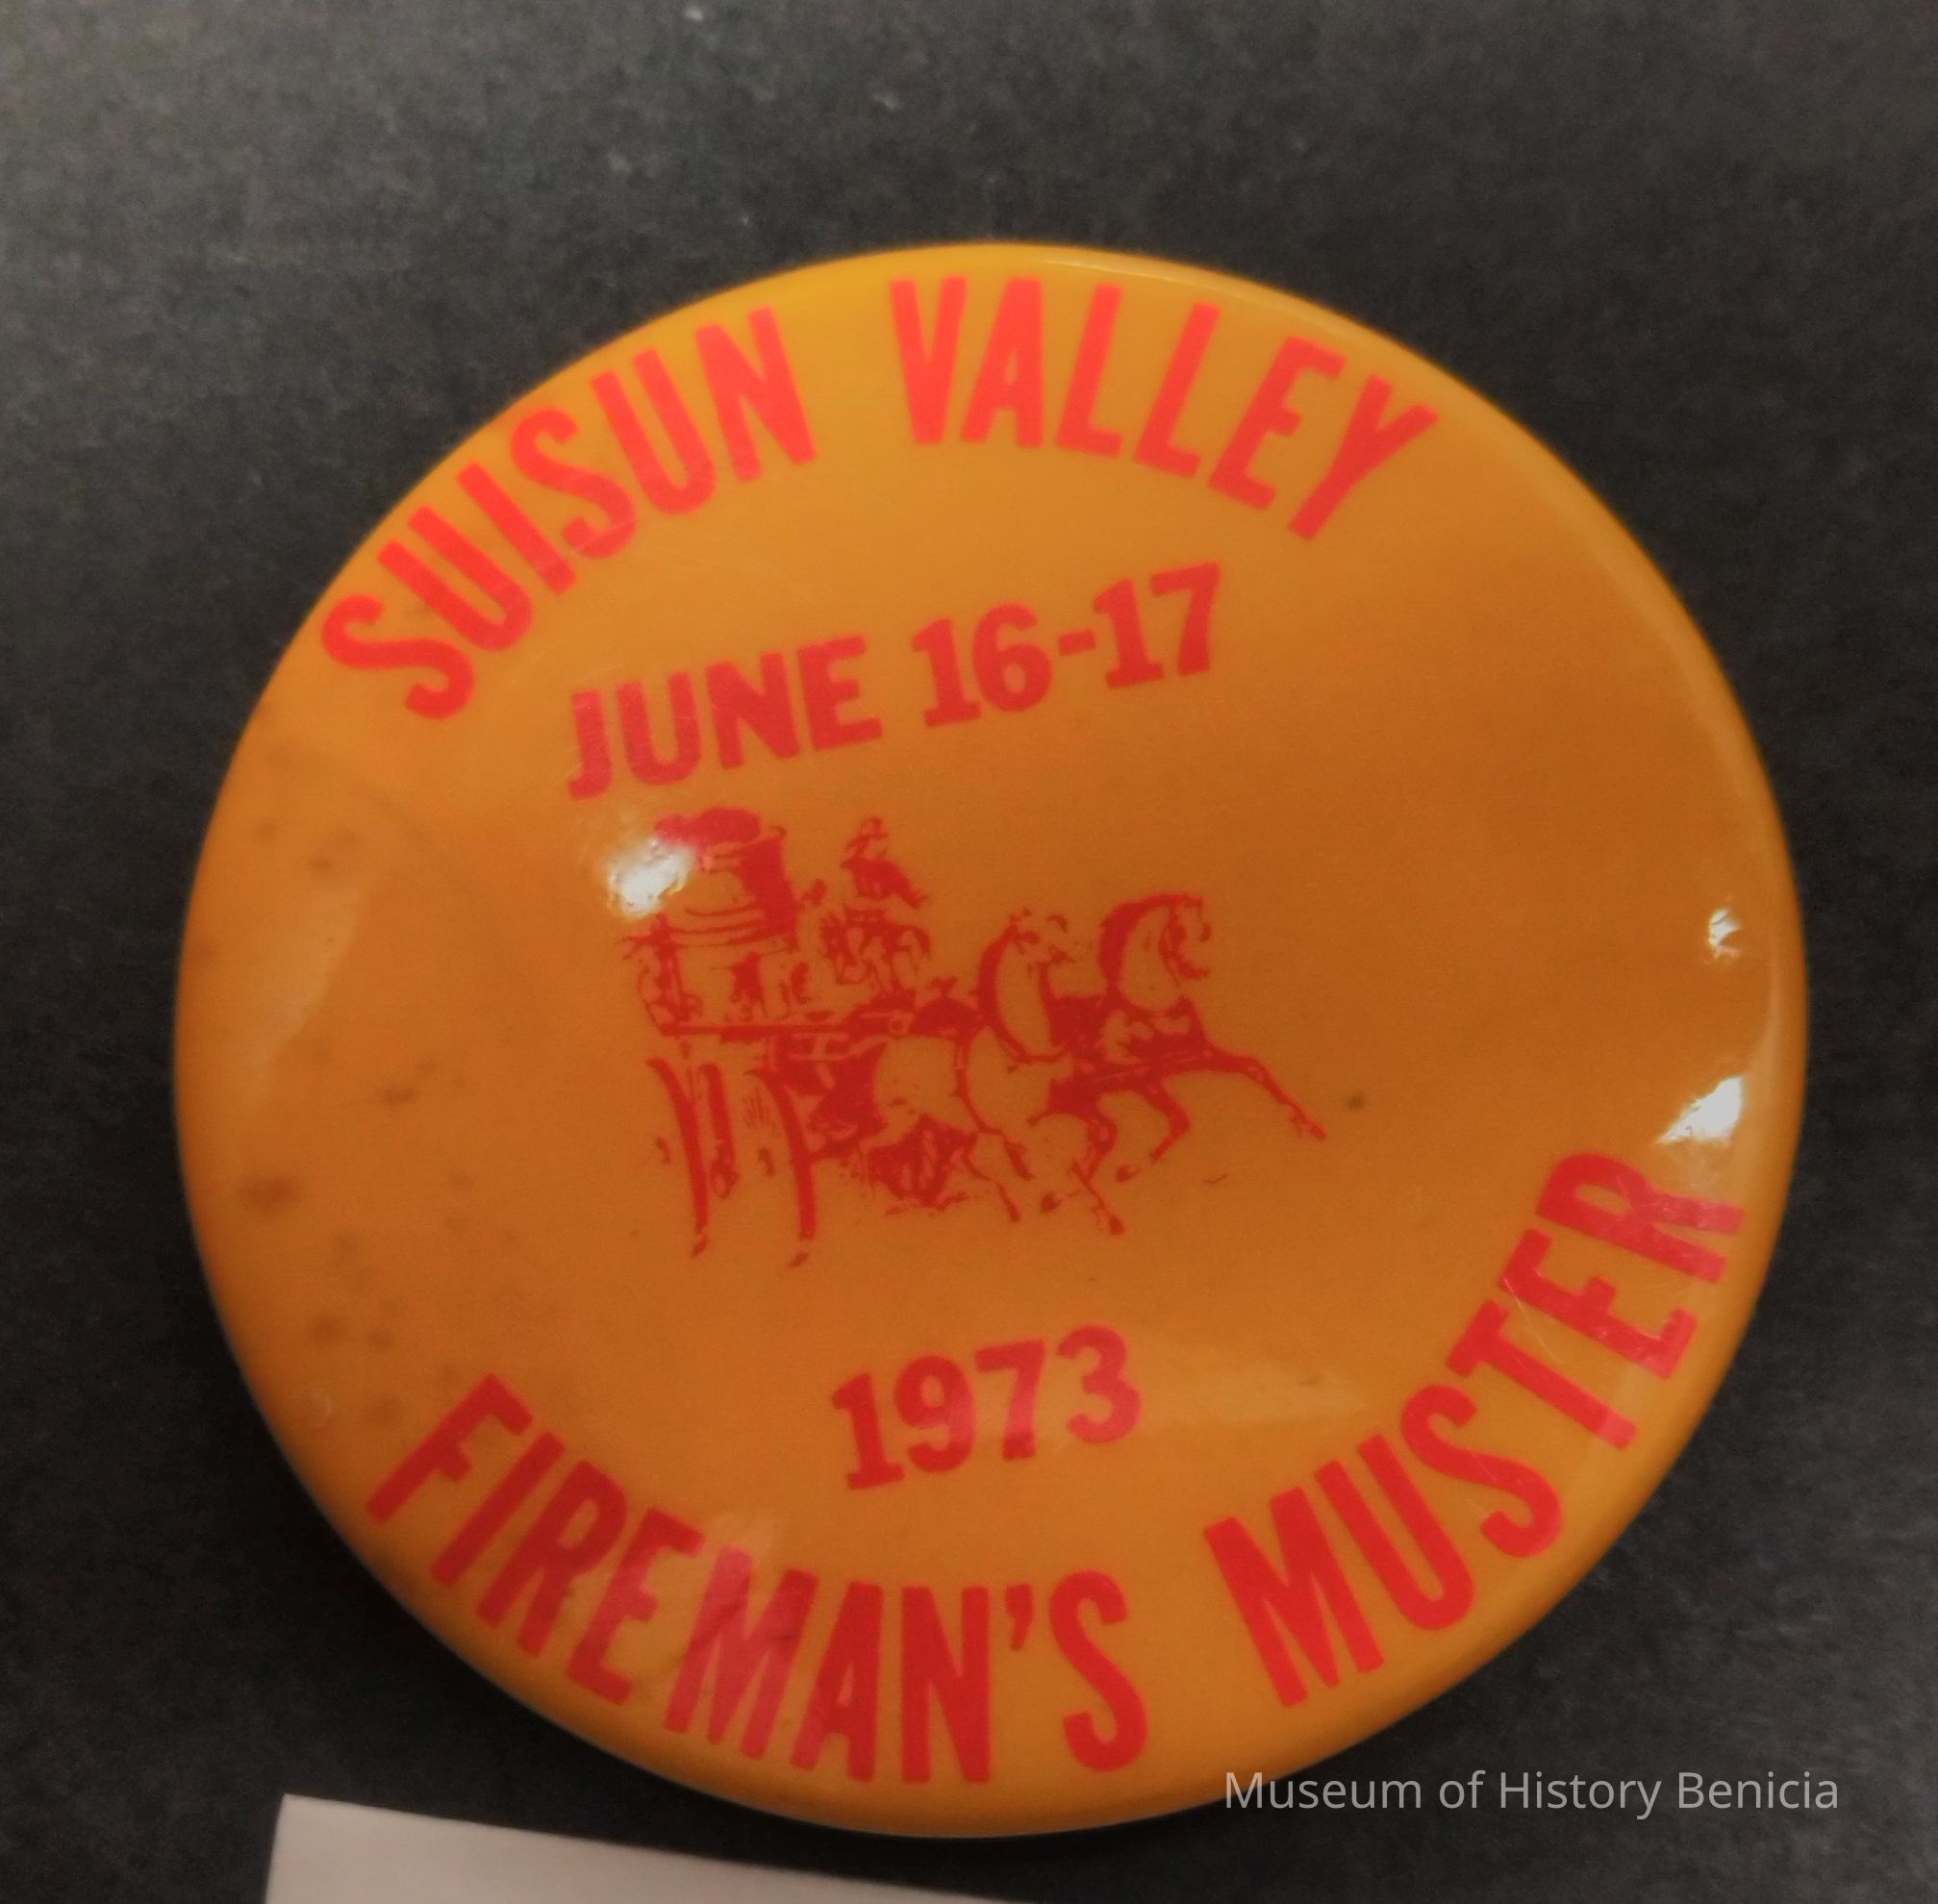 SUISUN VALLEY
JUNE 16-17
1973
FIREMAN'S MUSTER
Museum of History Benicia